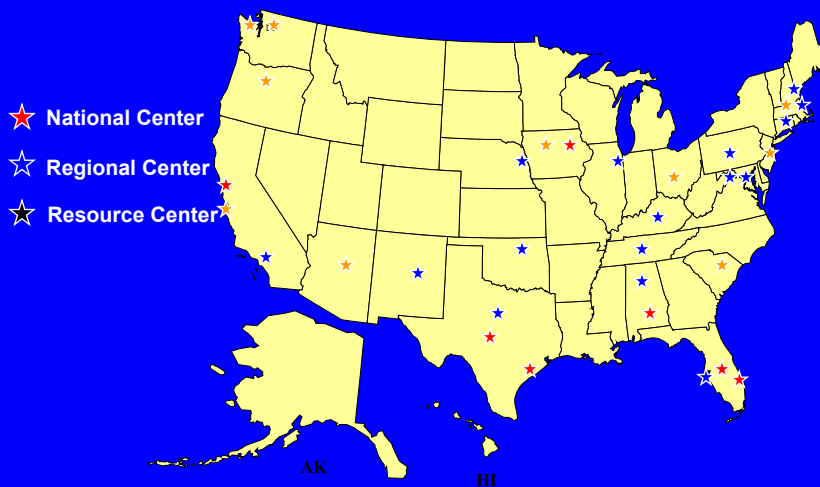 National Center
Regional Center
Resource Center
AK
HI